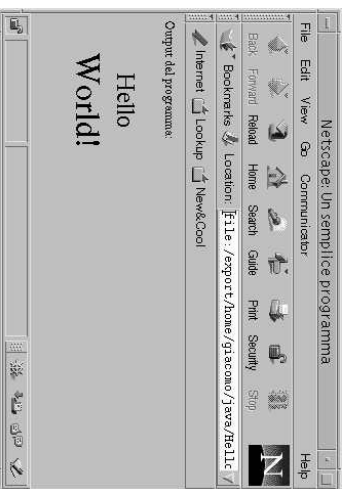 Netscape: Un semplice programma
File Edit View Go Communicator Help
Back Forward Reload Home Search Guide Print Security Stop
N
Bookmarks Location: file:/export/home/giacomo/java/Hello
Internet Lookup New&Cool
Output del programma:
Hello
World!